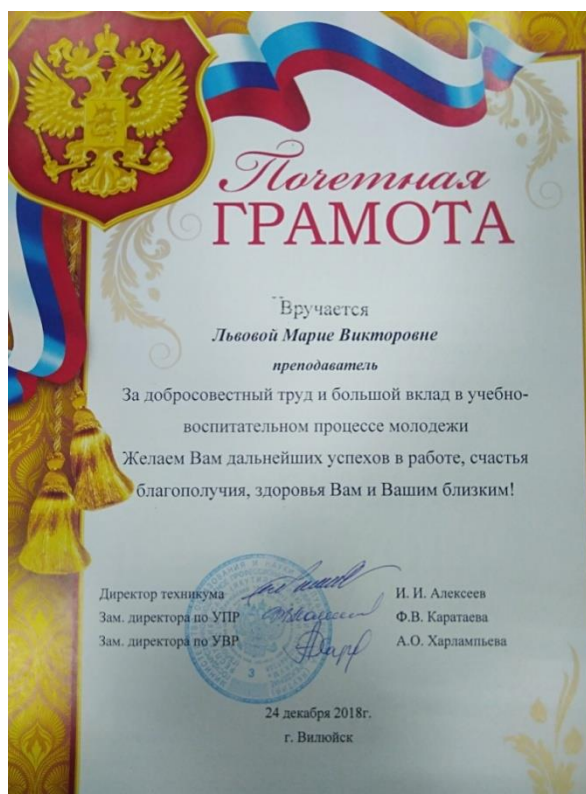 Почетная
ГРАМОТА
Вручается
Львовой Марие Викторовне
преподаватель
За добросовестный труд и большой вклад в учебно-
воспитательном процессе молодежи
Желаем Вам дальнейших успехов в работе, счастья
благополучия, здоровья Вам и Вашим близким!
Директор техникума И. И. Алексеев
Зам. директора по УПР Ф.В. Каратаева
Зам. директора по УВР А.О. Харлампьева
24 декабря 2018г.
г. Вилюйск